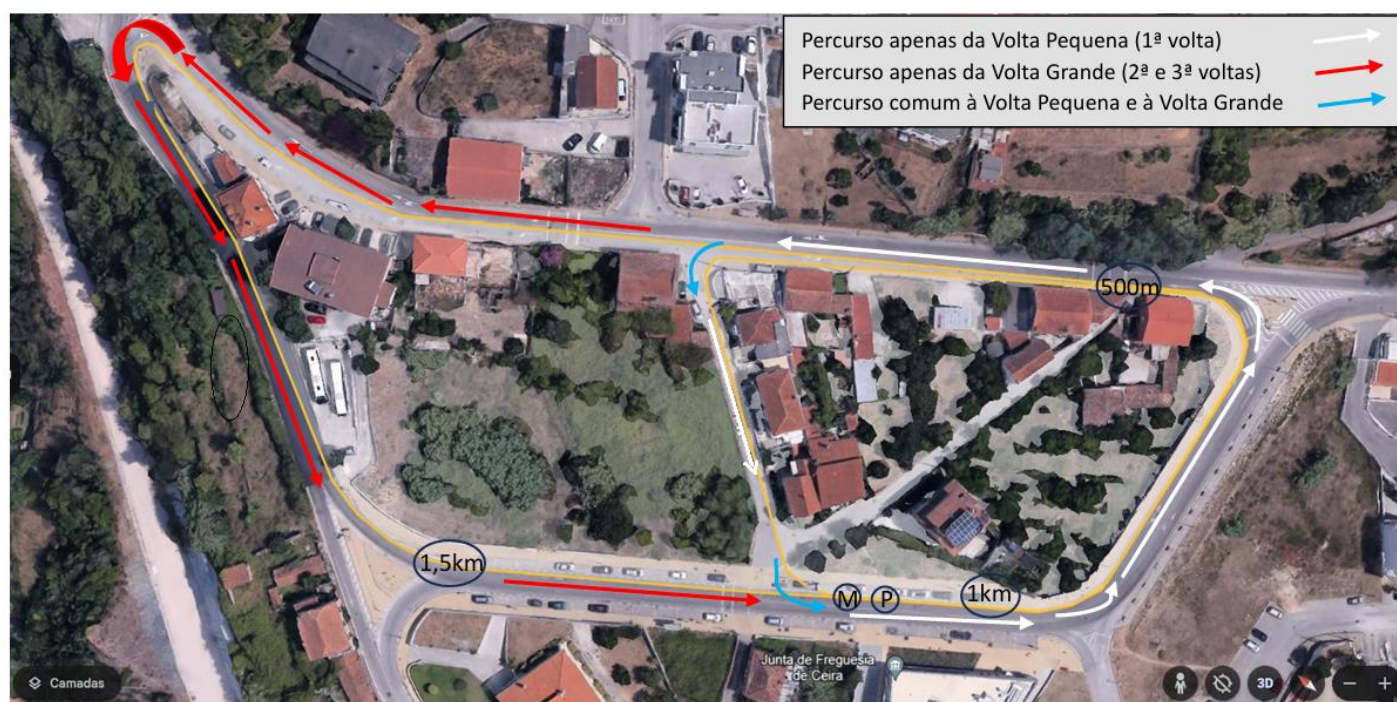 Percurso apenas da Volta Pequena (1ª volta)
Percurso apenas da Volta Grande (2ª e 3ª voltas)
Percurso comum à Volta Pequena e à Volta Grande
500m
1,5km
M
P
1km
Junta de Freguesia
de Ceira
Camadas
3D